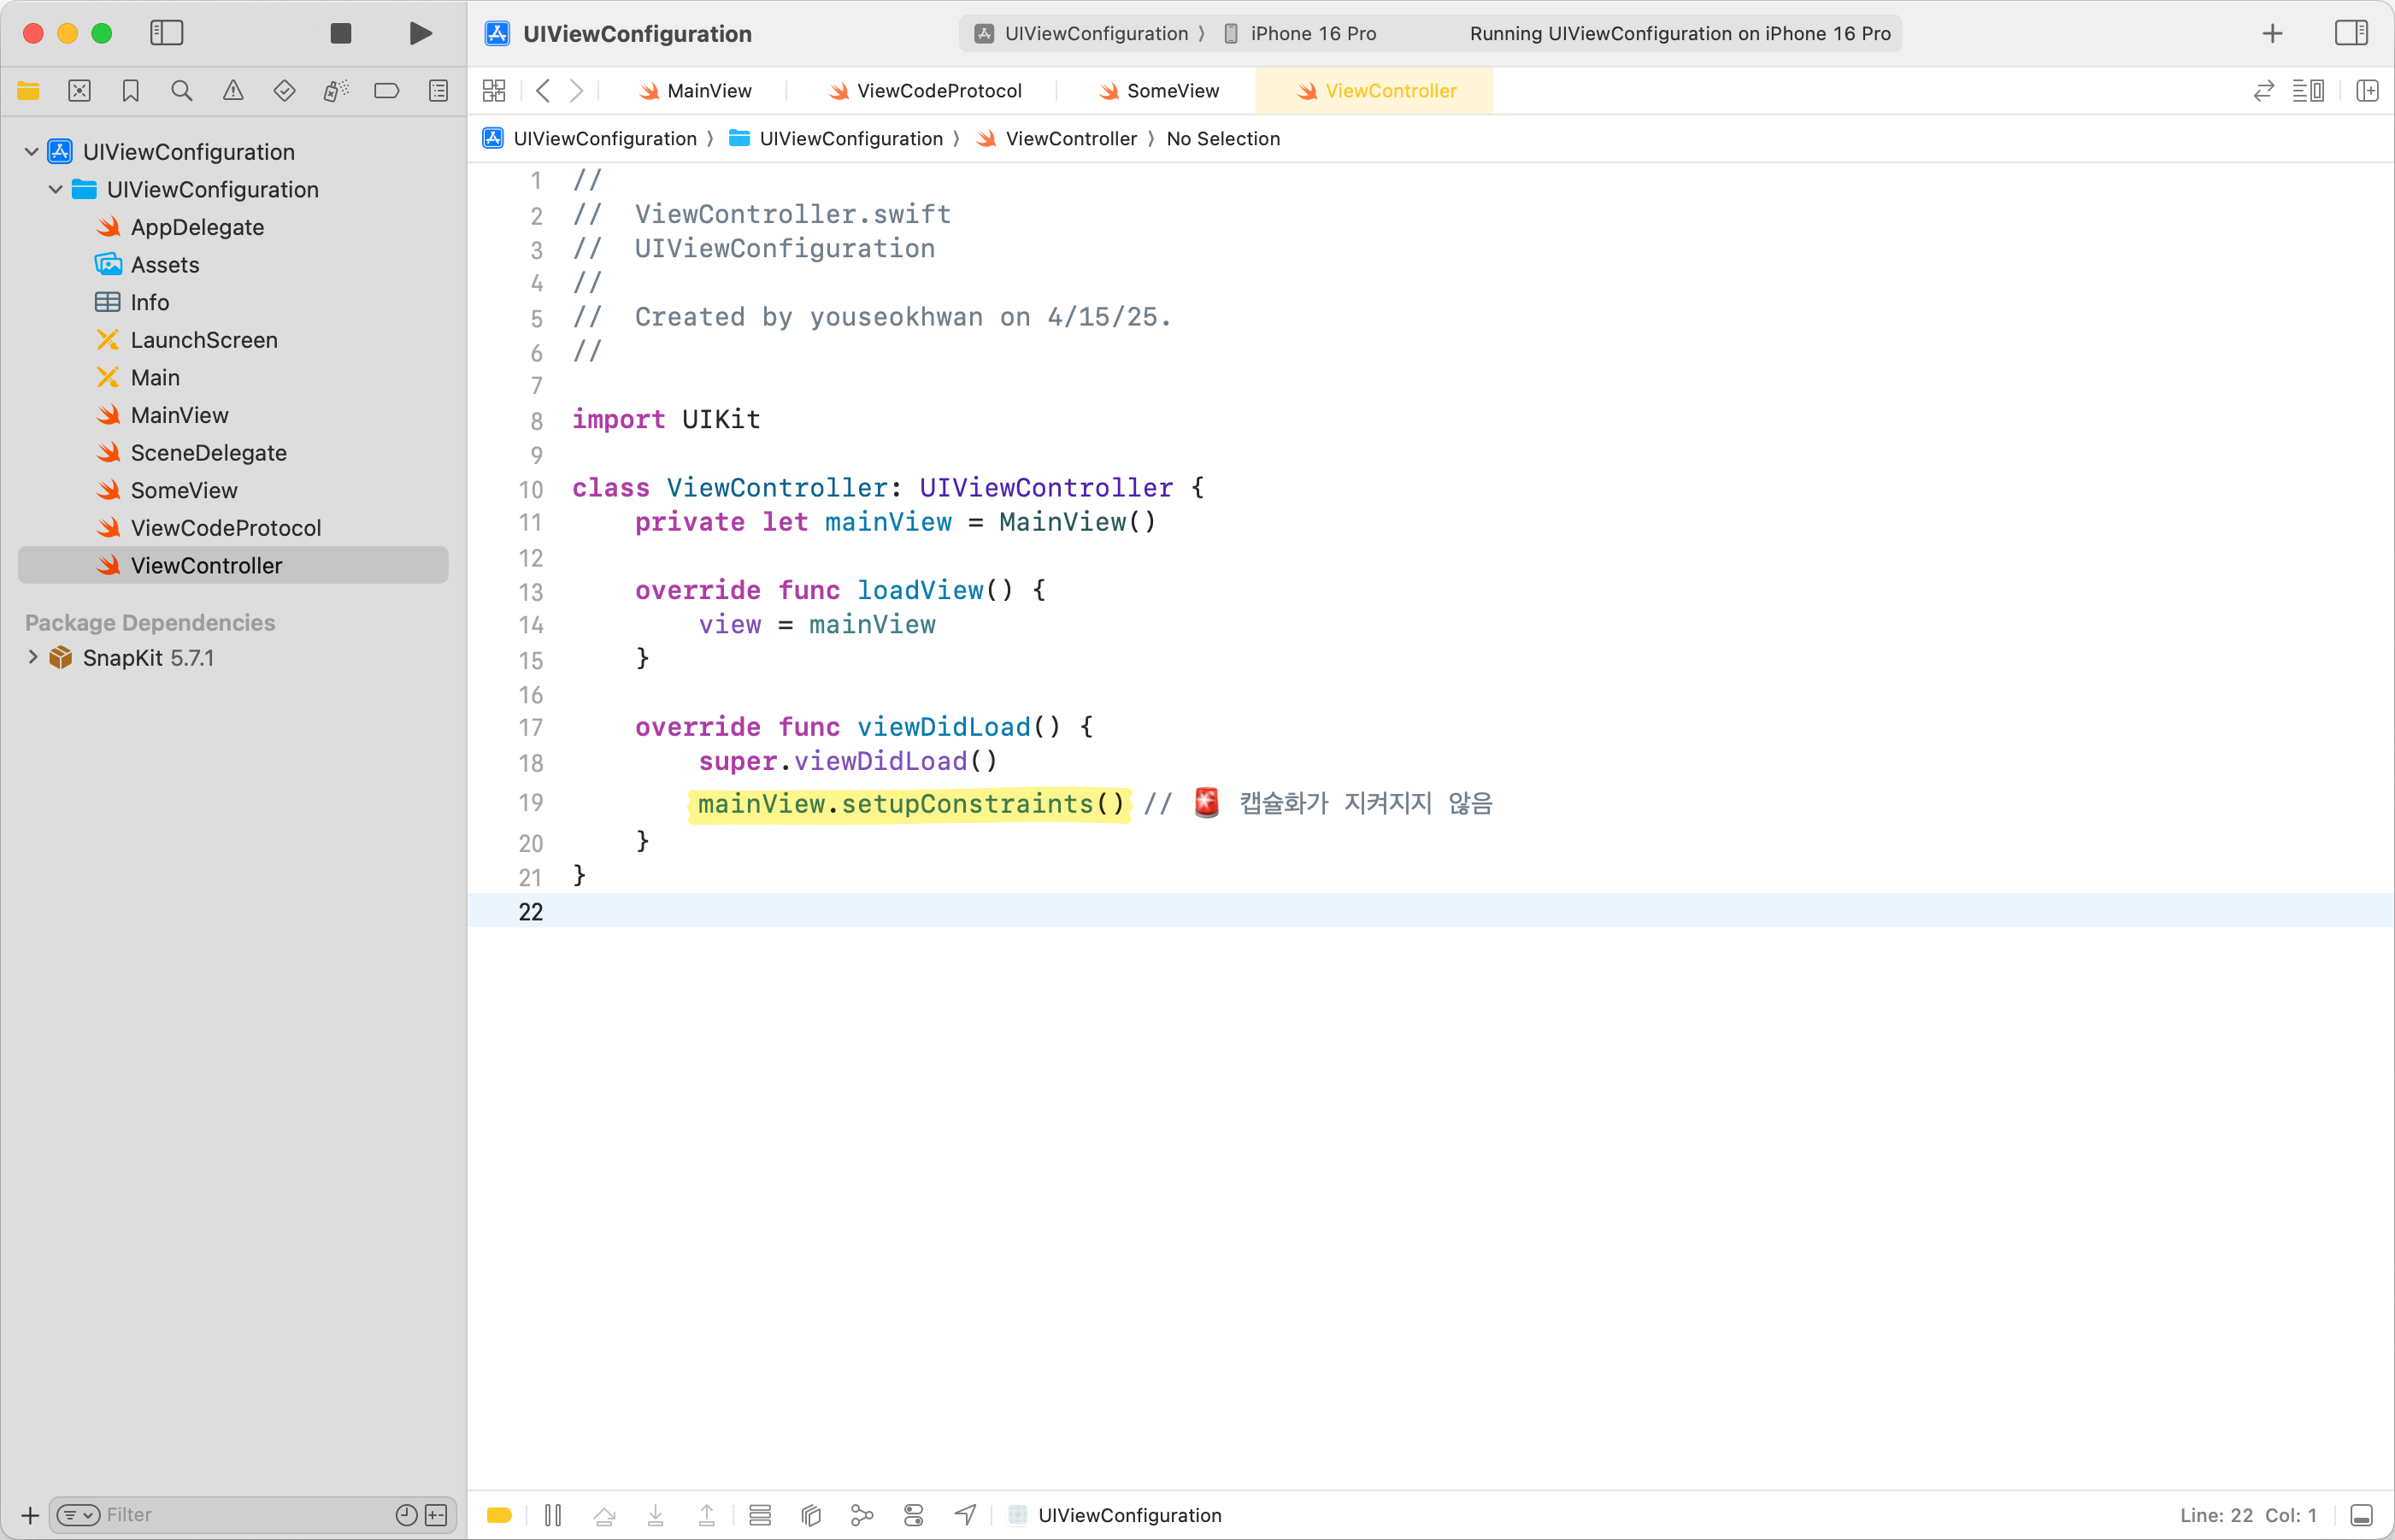 UIViewConfiguration
UIViewConfiguration 〉 iPhone 16 Pro
Running UIViewConfiguration on iPhone 16 Pro
MainView
ViewCodeProtocol
SomeView
ViewController
UIViewConfiguration 〉 UIViewConfiguration 〉 ViewController 〉 No Selection
UIViewConfiguration
UIViewConfiguration
AppDelegate
Assets
Info
LaunchScreen
Main
MainView
SceneDelegate
SomeView
ViewCodeProtocol
ViewController
Package Dependencies
SnapKit 5.7.1
Filter
1 //
2 //  ViewController.swift
3 //  UIViewConfiguration
4 //
5 //  Created by youseokhwan on 4/15/25.
6 //
7
8 import UIKit
9
10 class ViewController: UIViewController {
11     private let mainView = MainView()
12
13     override func loadView() {
14         view = mainView
15     }
16
17     override func viewDidLoad() {
18         super.viewDidLoad()
19         mainView.setupConstraints() // 🚨 캡슐화가 지켜지지 않음
20     }
21 }
22
UIViewConfiguration
Line: 22 Col: 1